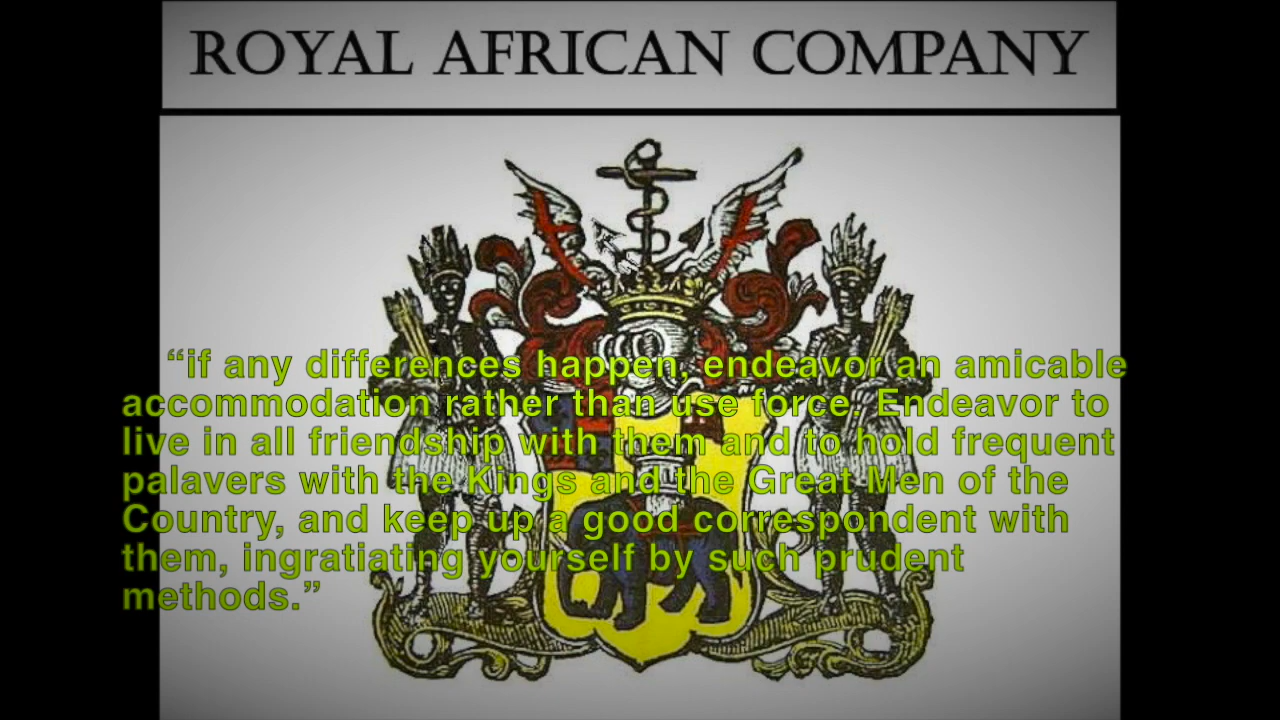 ROYAL AFRICAN COMPANY
“if any differences happen, endeavor an amicable
accommodation rather than use force. Endeavor to
live in all friendship with them and to hold frequent
palavers with the Kings and the Great Men of the
Country, and keep up a good correspondent with
them, ingratiating yourself by such prudent
methods.”